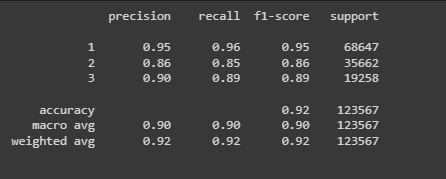 precision recall f1-score support
1 0.95 0.96 0.95 68647
2 0.86 0.85 0.86 35662
3 0.90 0.89 0.89 19258
accuracy 0.92 123567
macro avg 0.90 0.90 0.90 123567
weighted avg 0.92 0.92 0.92 123567